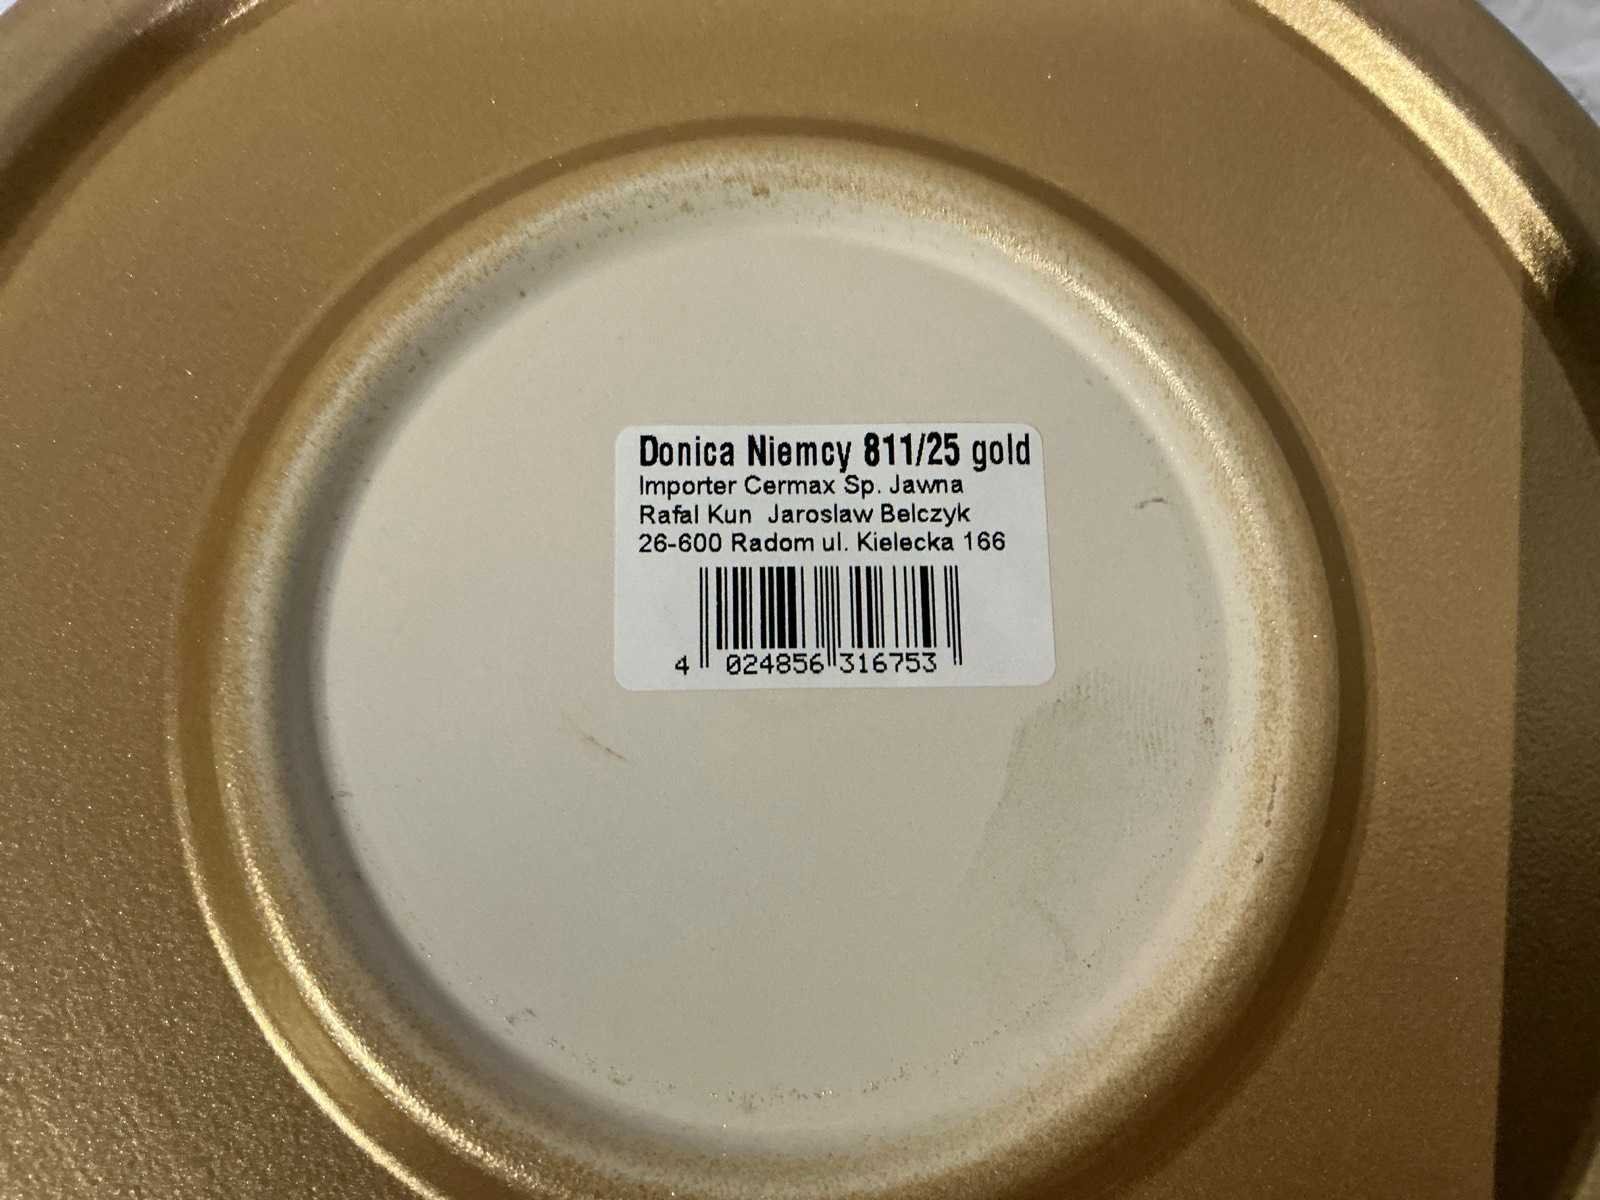 Donica Niemcy 811/25 gold
Importer Cermax Sp. Jawna
Rafal Kun Jaroslaw Belczyk
26-600 Radom ul. Kielecka 166
4 024856 316753